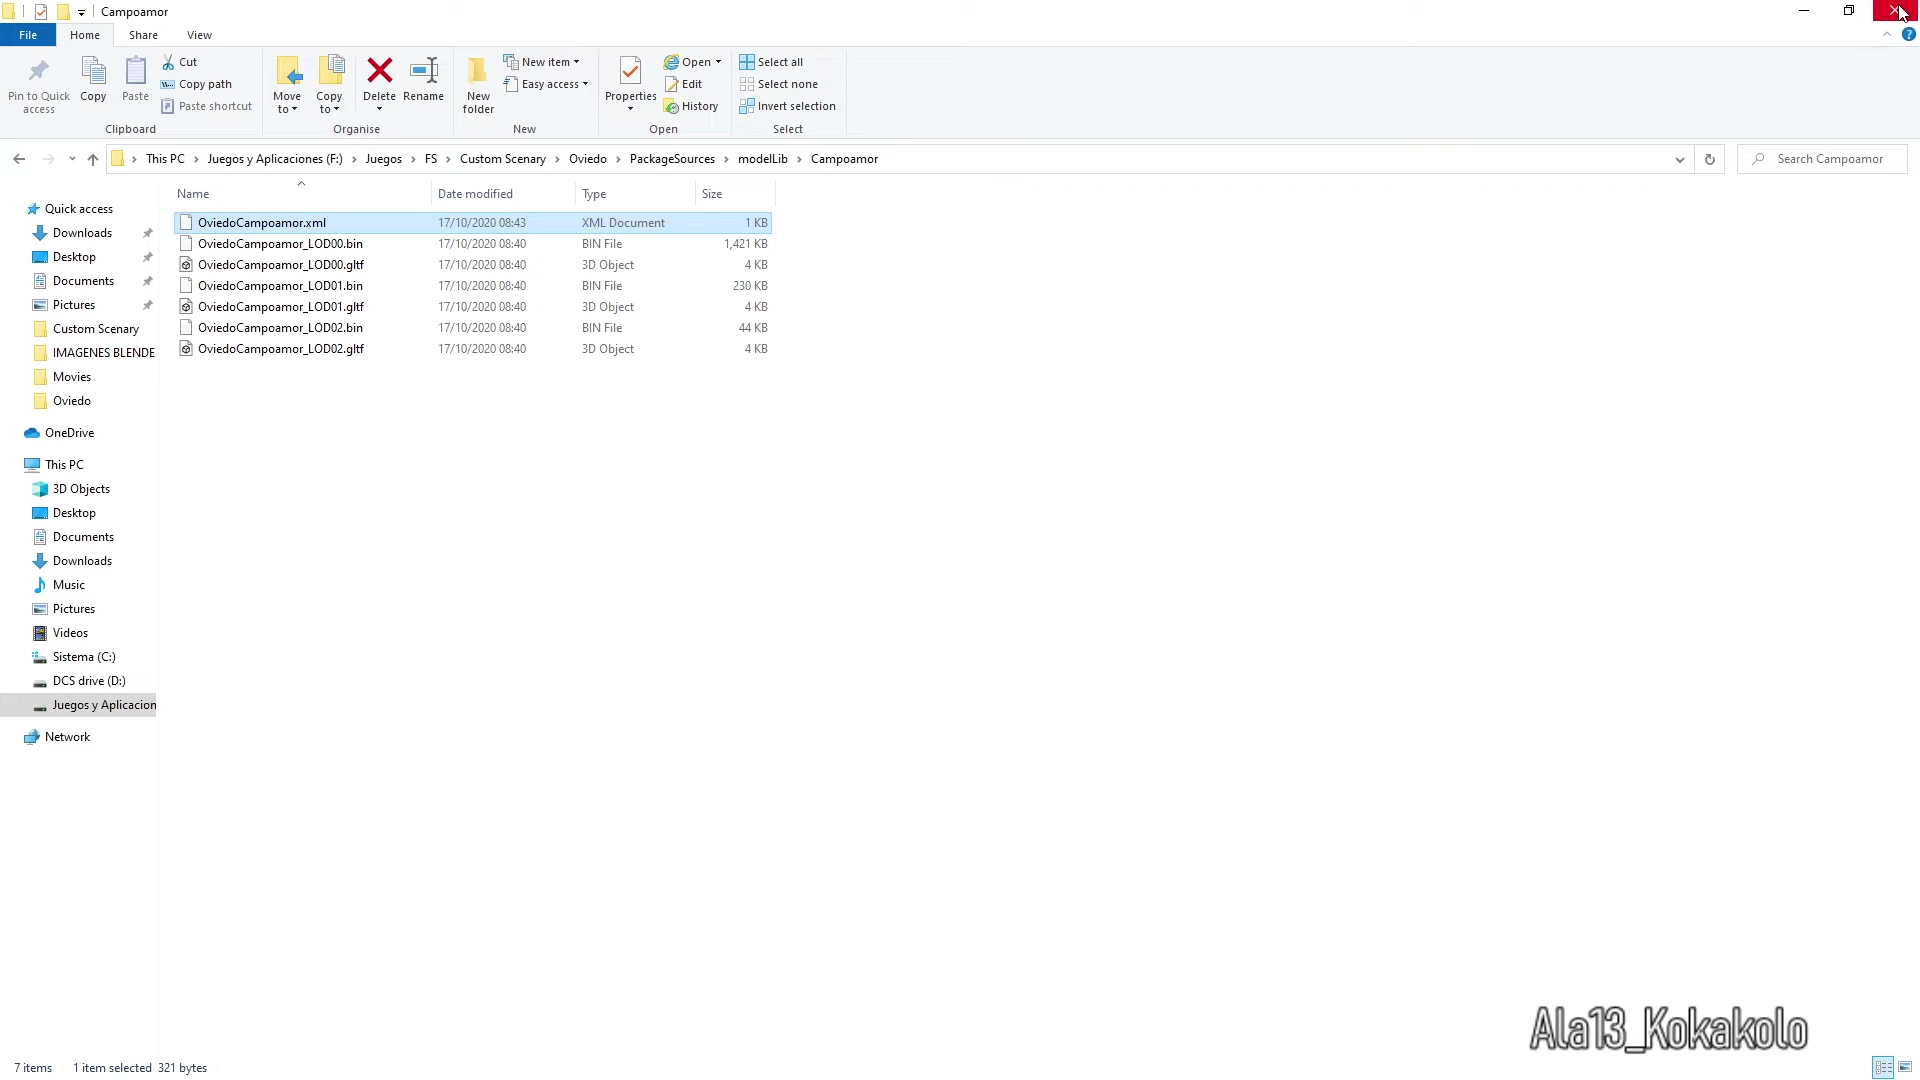 Campoamor
File Home Share View
Pin to Quick access
Copy
Paste
Cut
Copy path
Paste shortcut
Clipboard
Move to
Copy to
Delete
Rename
Organise
New folder
New item
Easy access
New
Properties
Open
Edit
History
Open
Select all
Select none
Invert selection
Select
This PC > Juegos y Aplicaciones (F:) > Juegos > FS > Custom Scenary > Oviedo > PackageSources > modelLib > Campoamor
Search Campoamor
Name Date modified Type Size
OviedoCampoamor.xml 17/10/2020 08:43 XML Document 1 KB
OviedoCampoamor_LOD00.bin 17/10/2020 08:40 BIN File 1,421 KB
OviedoCampoamor_LOD00.gltf 17/10/2020 08:40 3D Object 4 KB
OviedoCampoamor_LOD01.bin 17/10/2020 08:40 BIN File 230 KB
OviedoCampoamor_LOD01.gltf 17/10/2020 08:40 3D Object 4 KB
OviedoCampoamor_LOD02.bin 17/10/2020 08:40 BIN File 44 KB
OviedoCampoamor_LOD02.gltf 17/10/2020 08:40 3D Object 4 KB
Quick access
Downloads
Desktop
Documents
Pictures
Custom Scenary
IMAGENES BLENDE
Movies
Oviedo
OneDrive
This PC
3D Objects
Desktop
Documents
Downloads
Music
Pictures
Videos
Sistema (C:)
DCS drive (D:)
Juegos y Aplicacion
Network
Ala13_Kokakolo
7 items 1 item selected 321 bytes